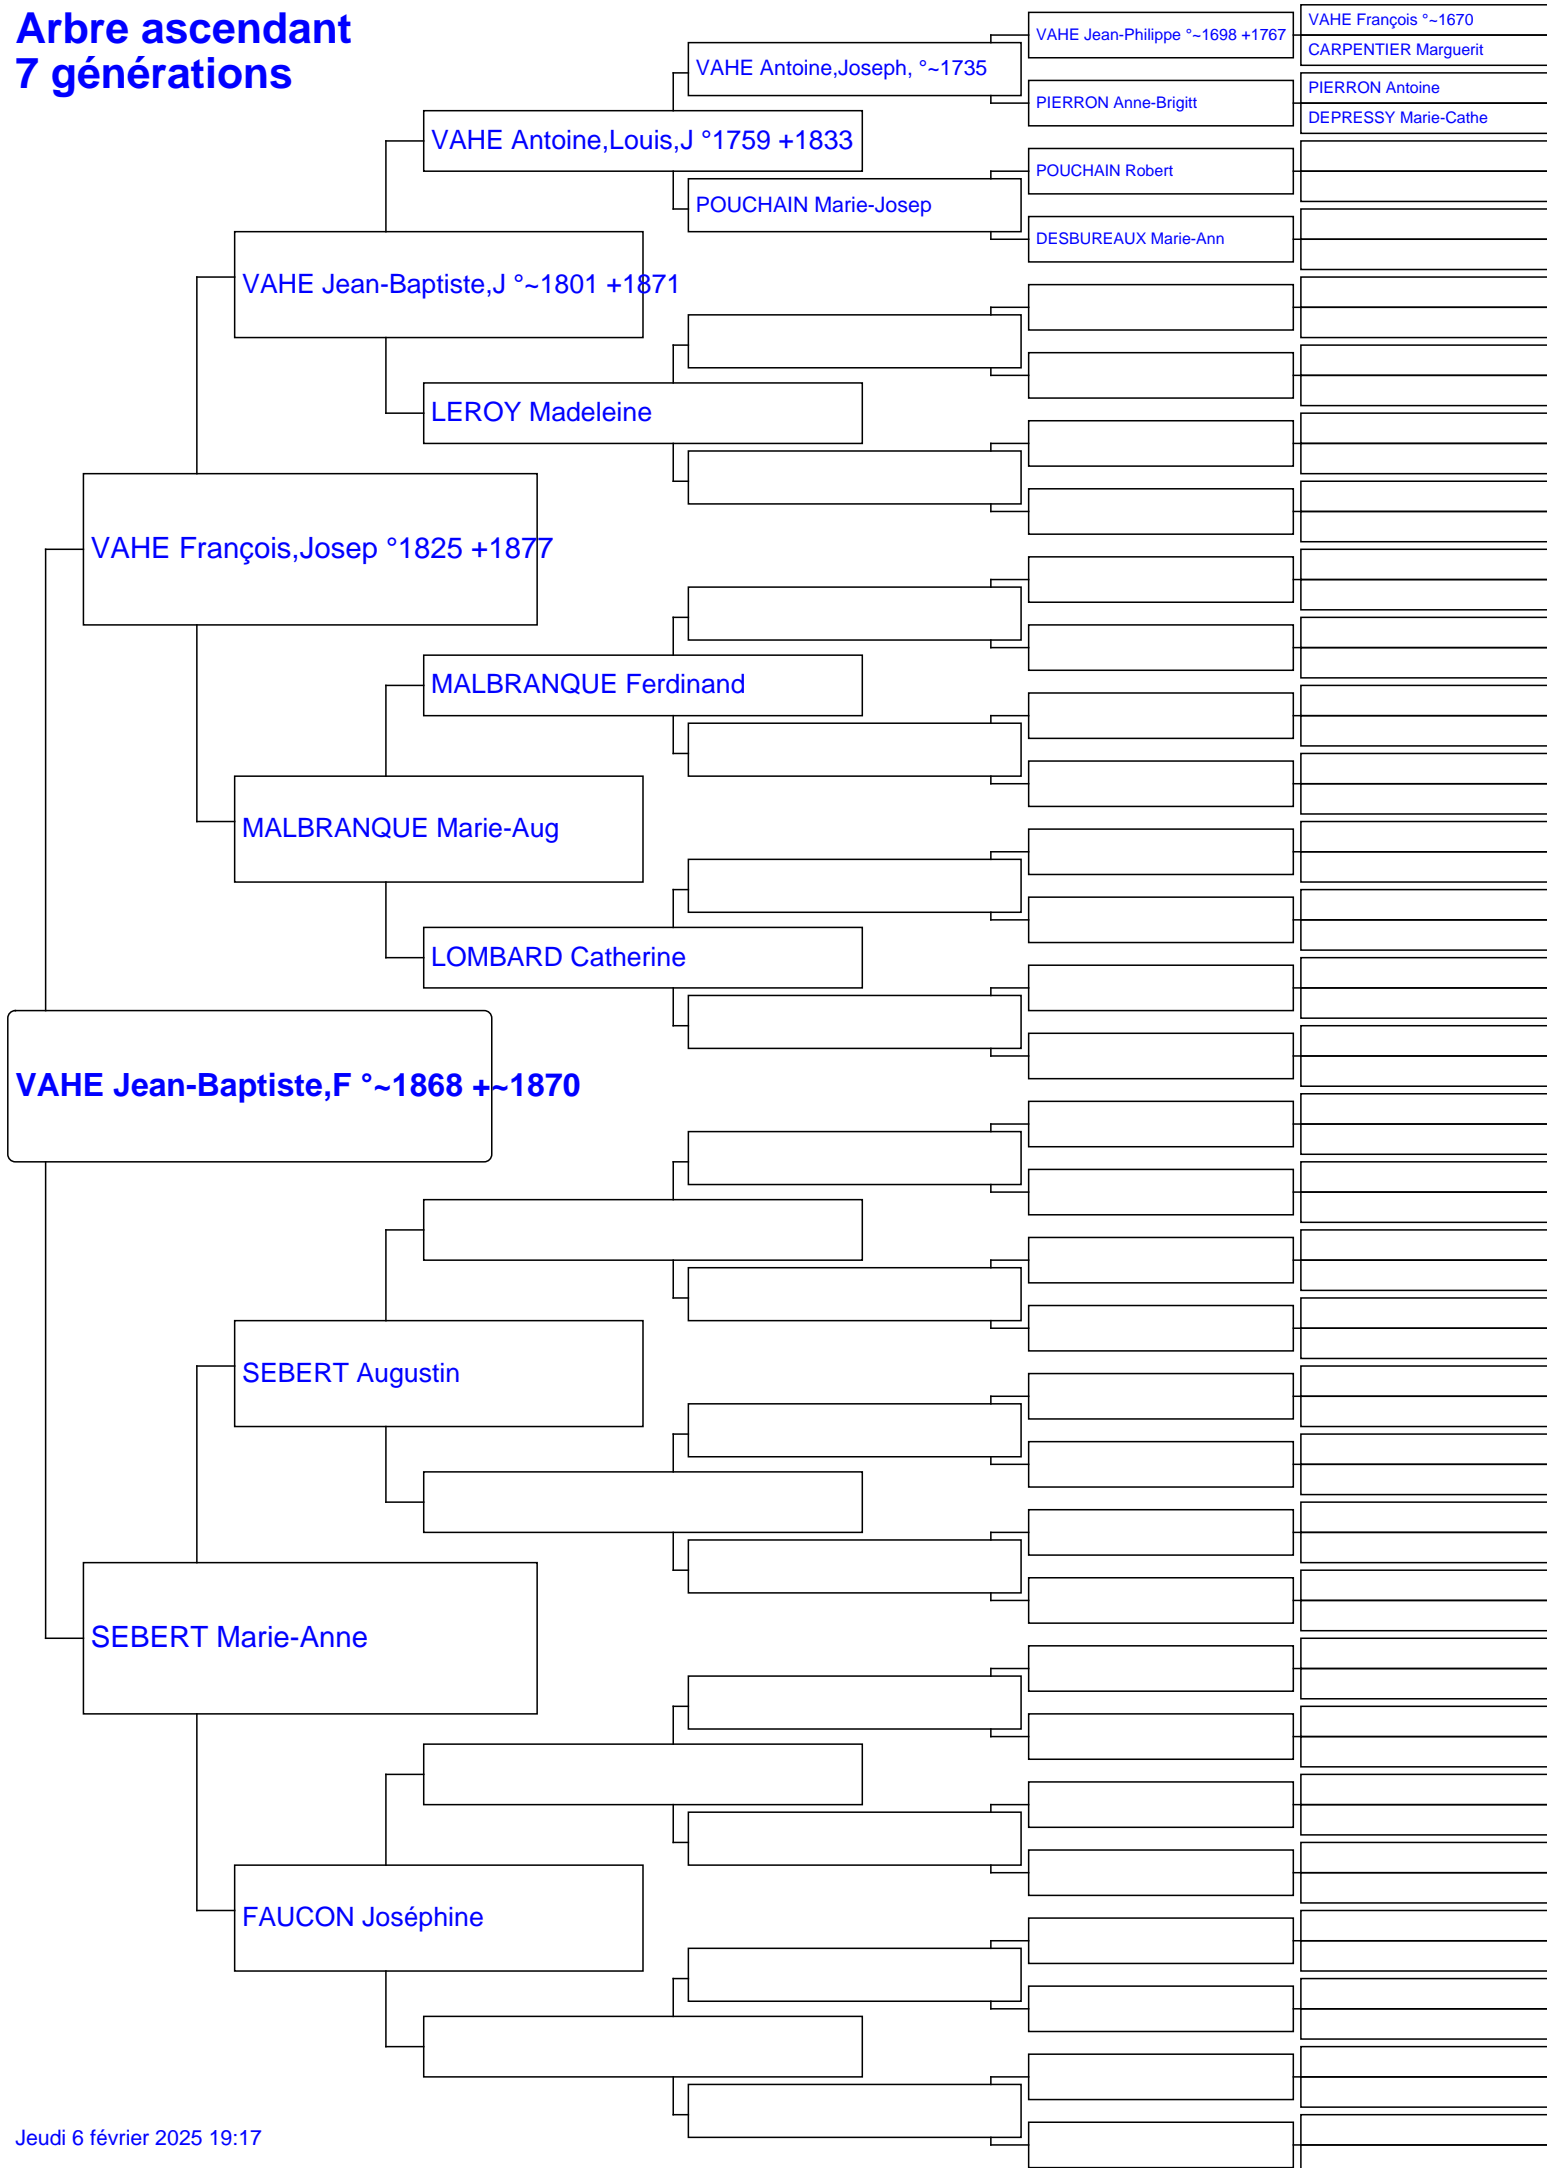 Arbre ascendant
7 générations
VAHE Jean-Philippe °~1698 +1767
VAHE François °~1670
CARPENTIER Marguerit
VAHE Antoine,Joseph, °~1735
PIERRON Anne-Brigitt
PIERRON Antoine
DEPRESSY Marie-Cathe
VAHE Antoine,Louis,J °1759 +1833
POUCHAIN Robert
POUCHAIN Marie-Josep
DESBUREAUX Marie-Ann
VAHE Jean-Baptiste,J °~1801 +1871
LEROY Madeleine
VAHE François,Josep °1825 +1877
MALBRANQUE Ferdinand
MALBRANQUE Marie-Aug
LOMBARD Catherine
VAHE Jean-Baptiste,F °~1868 +~1870
SEBERT Augustin
SEBERT Marie-Anne
FAUCON Joséphine
Jeudi 6 février 2025 19:17